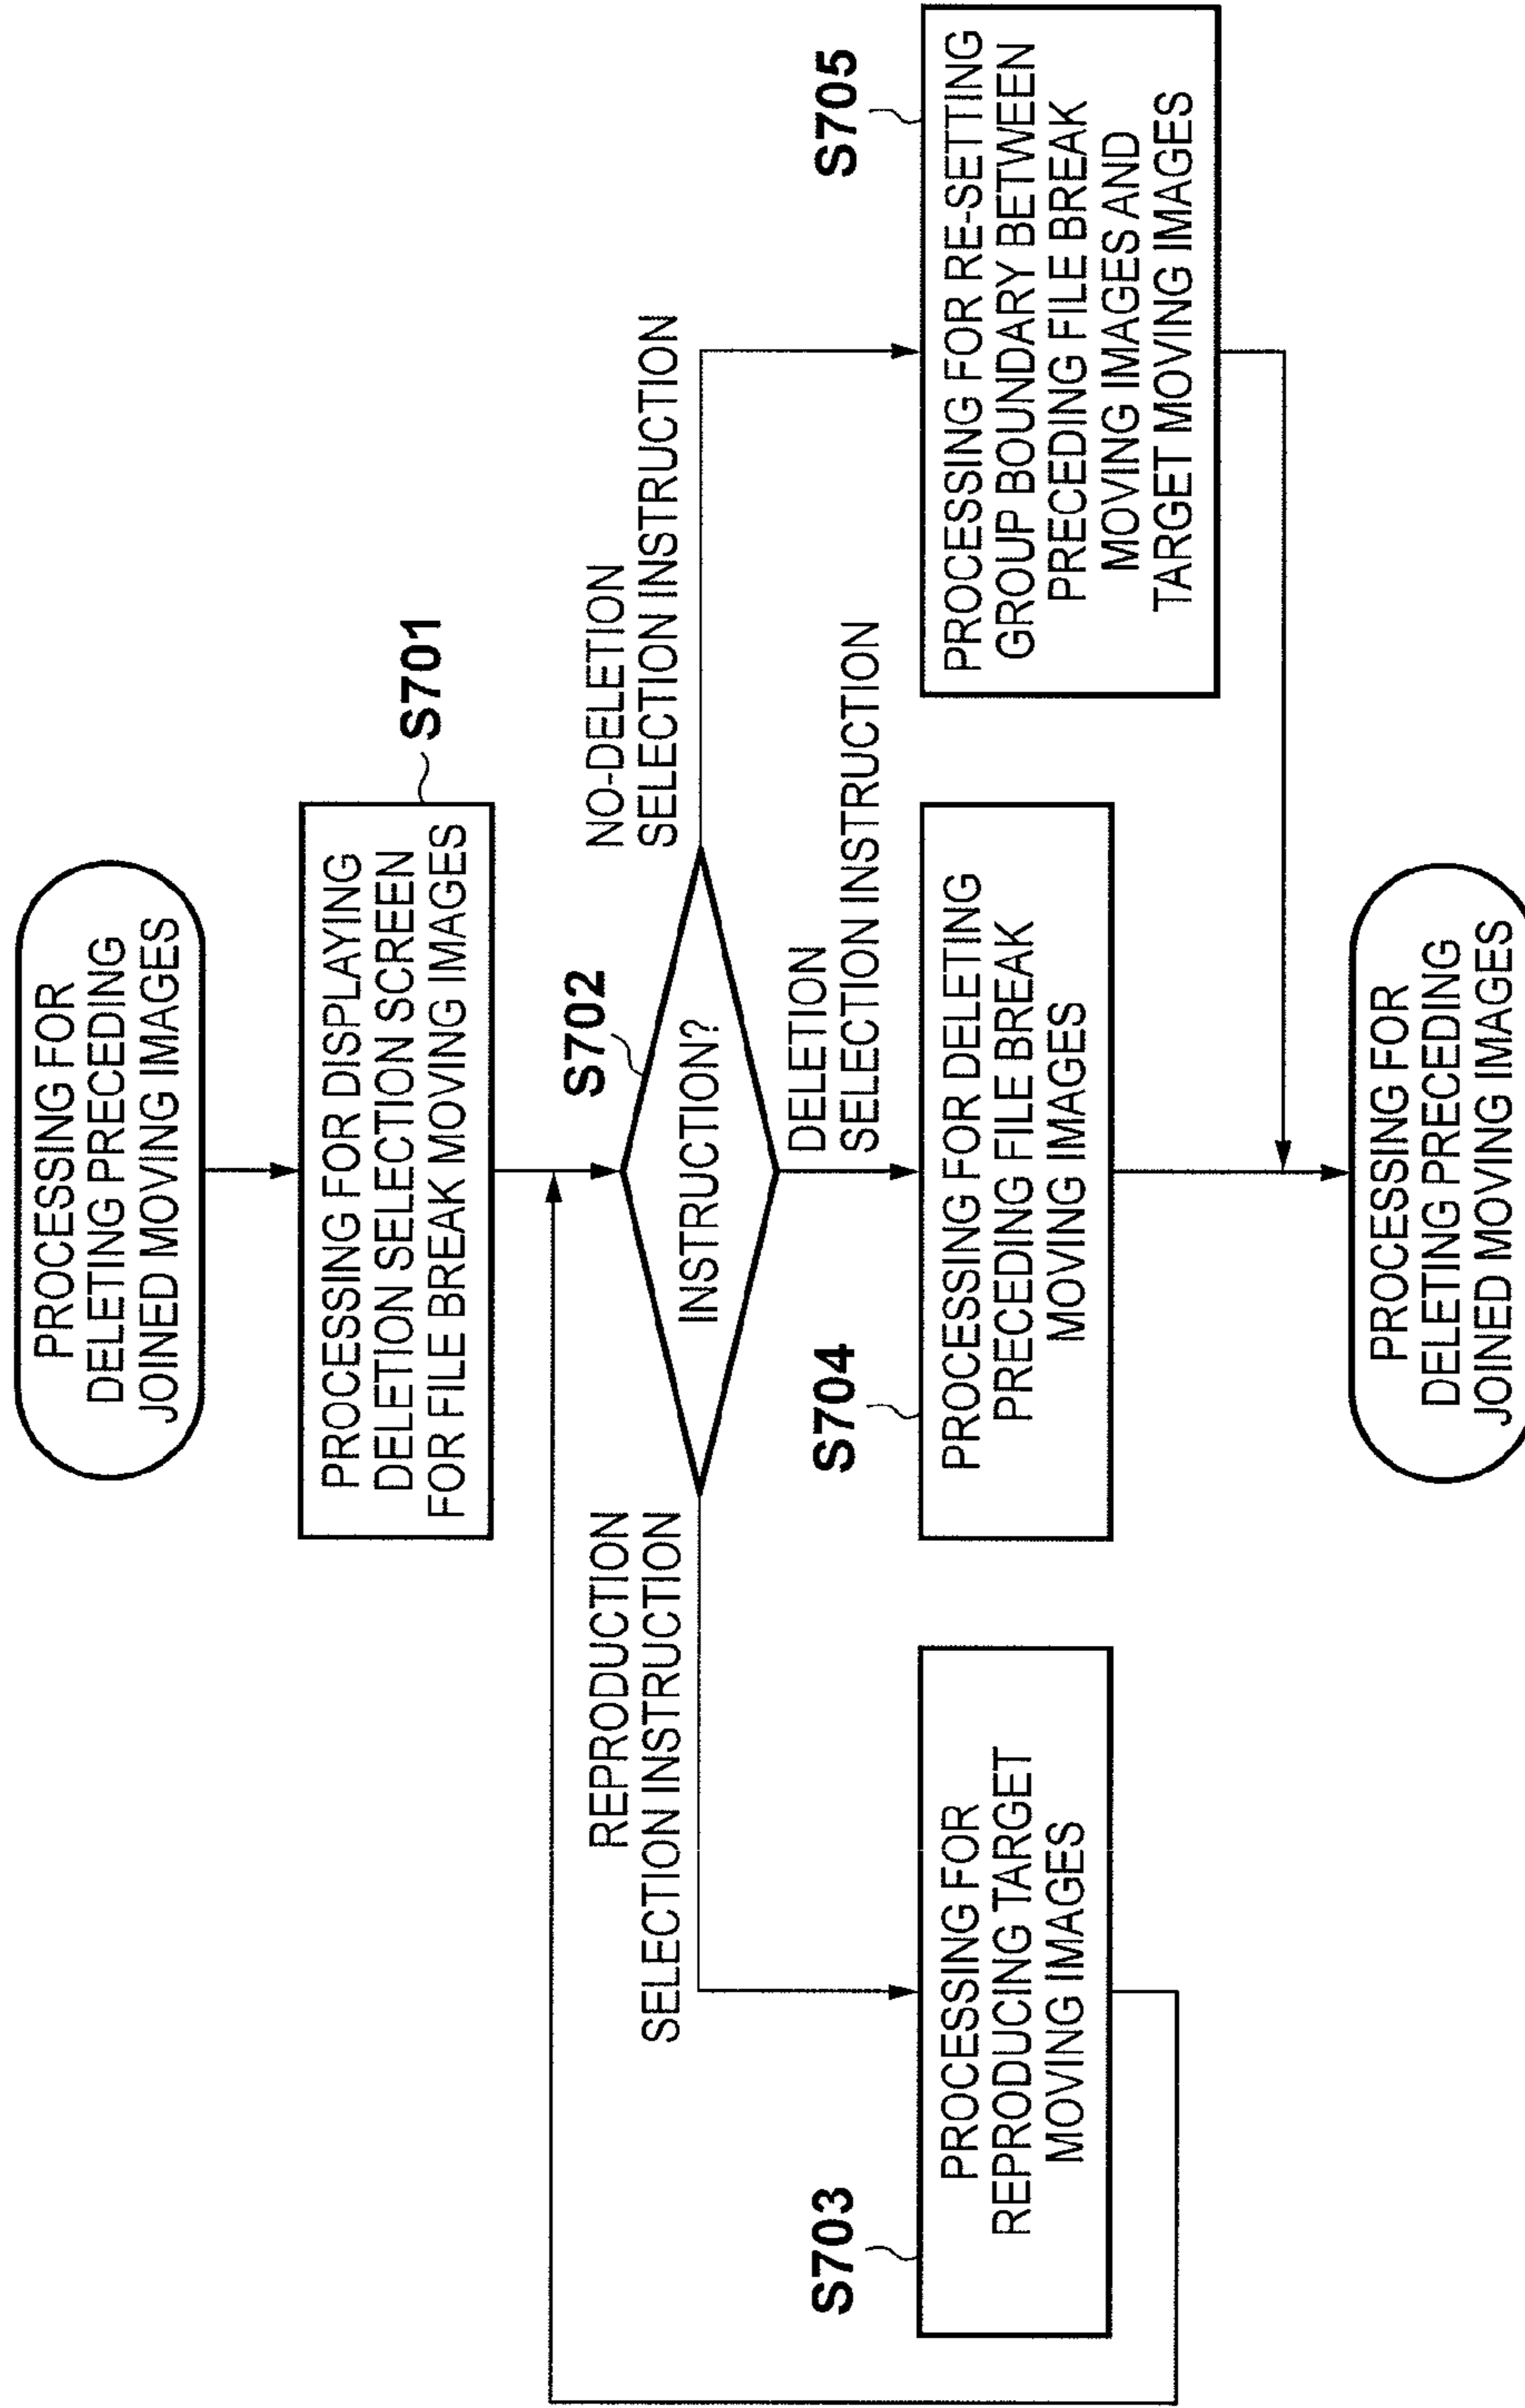 PROCESSING FOR
DELETING PRECEDING
JOINED MOVING IMAGES
PROCESSING FOR DISPLAYING
DELETION SELECTION SCREEN
FOR FILE BREAK MOVING IMAGES
S701
S702
INSTRUCTION?
REPRODUCTION
SELECTION INSTRUCTION
NO-DELETION
SELECTION INSTRUCTION
DELETION
SELECTION INSTRUCTION
S703
PROCESSING FOR
REPRODUCING TARGET
MOVING IMAGES
S704
PROCESSING FOR DELETING
PRECEDING FILE BREAK
MOVING IMAGES
S705
PROCESSING FOR RE-SETTING
GROUP BOUNDARY BETWEEN
PRECEDING FILE BREAK
MOVING IMAGES AND
TARGET MOVING IMAGES
PROCESSING FOR
DELETING PRECEDING
JOINED MOVING IMAGES